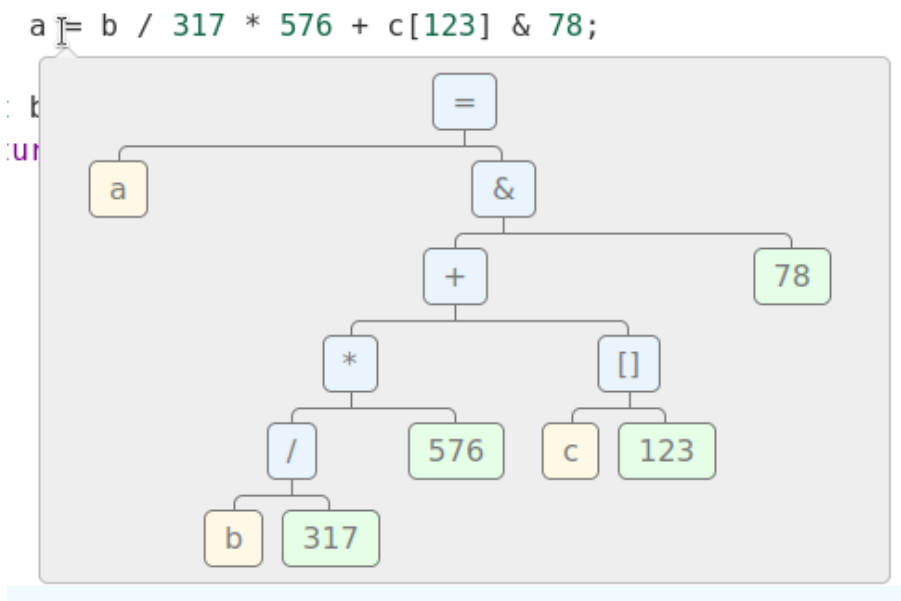 a = b / 317 * 576 + c[123] & 78;
=
a &
+ 78
* []
/ 576 c 123
b 317